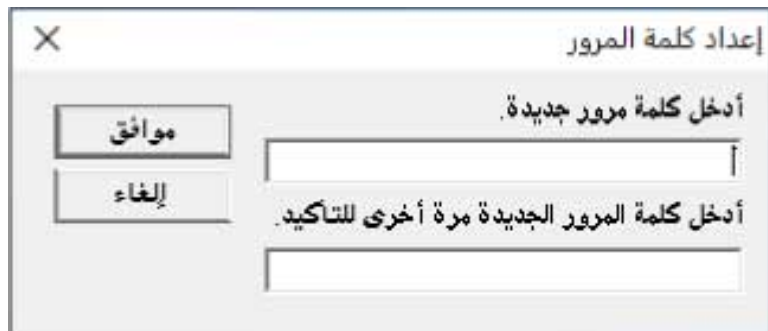 إعداد كلمة المرور
أدخل كلمة مرور جديدة.
موافق
إلغاء
أدخل كلمة المرور الجديدة مرة أخرى للتأكيد.